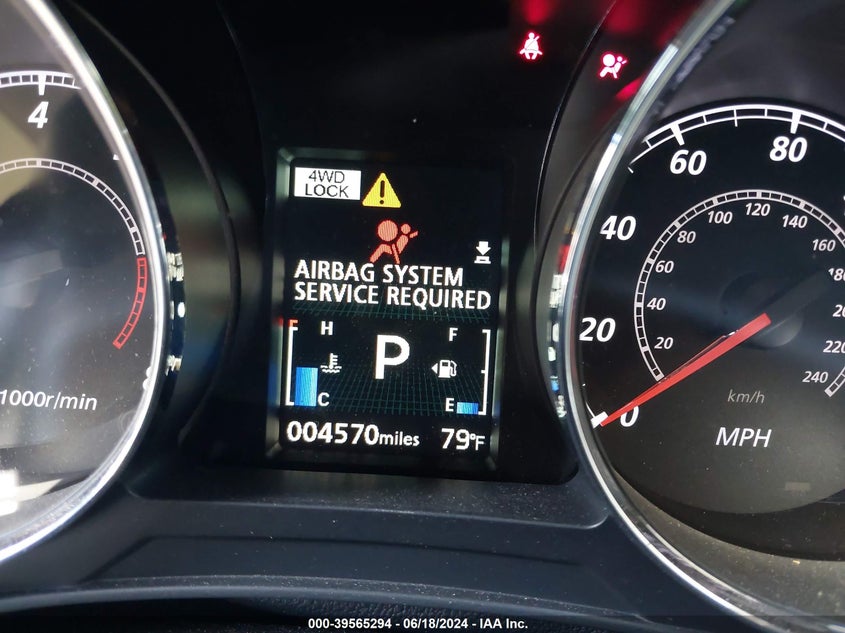 4
1000r/min
4WD
LOCK
AIRBAG SYSTEM
SERVICE REQUIRED
H F
P
C E
004570miles 79°F
0 20 40 60 80
20 40 60 80 100 120 140 160 180 220 240
km/h
MPH
000-39565294 - 06/18/2024 - IAA Inc.